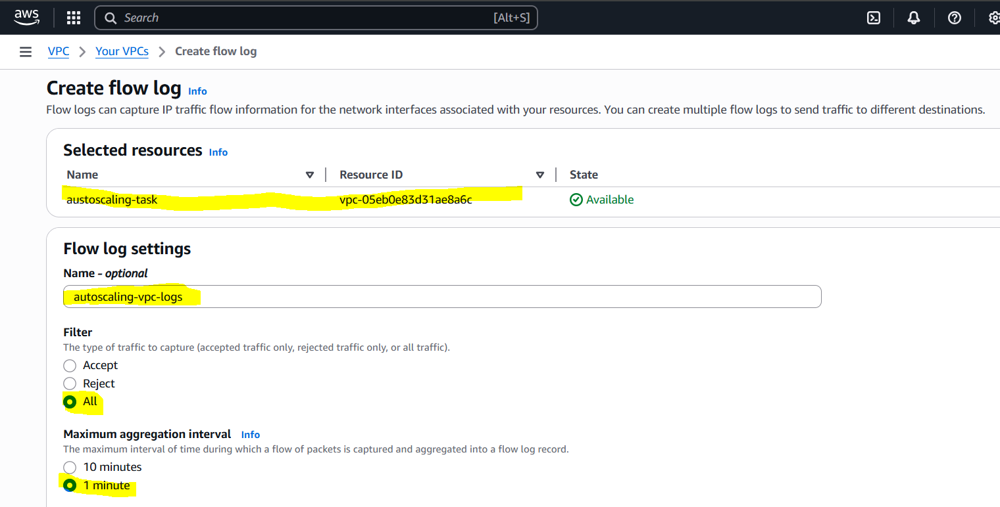 aws
Search [Alt+S]
VPC > Your VPCs > Create flow log
Create flow log Info
Flow logs can capture IP traffic flow information for the network interfaces associated with your resources. You can create multiple flow logs to send traffic to different destinations.
Selected resources Info
Name Resource ID State
austoscaling-task vpc-05eb0e83d31ae8a6c Available
Flow log settings
Name - optional
autoscaling-vpc-logs
Filter
The type of traffic to capture (accepted traffic only, rejected traffic only, or all traffic).
Accept
Reject
All
Maximum aggregation interval Info
The maximum interval of time during which a flow of packets is captured and aggregated into a flow log record.
10 minutes
1 minute